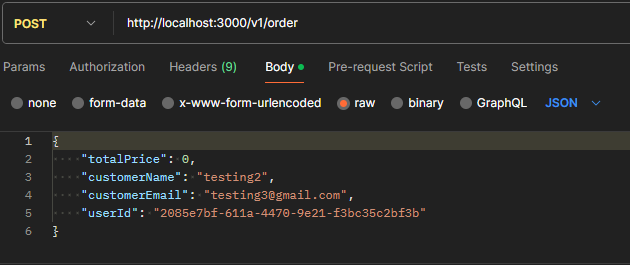 POST http://localhost:3000/v1/order
Params Authorization Headers (9) Body Pre-request Script Tests Settings
none form-data x-www-form-urlencoded raw binary GraphQL JSON
1 {
2 "totalPrice": 0,
3 "customerName": "testing2",
4 "customerEmail": "testing3@gmail.com",
5 "userId": "2085e7bf-611a-4470-9e21-f3bc35c2bf3b"
6 }